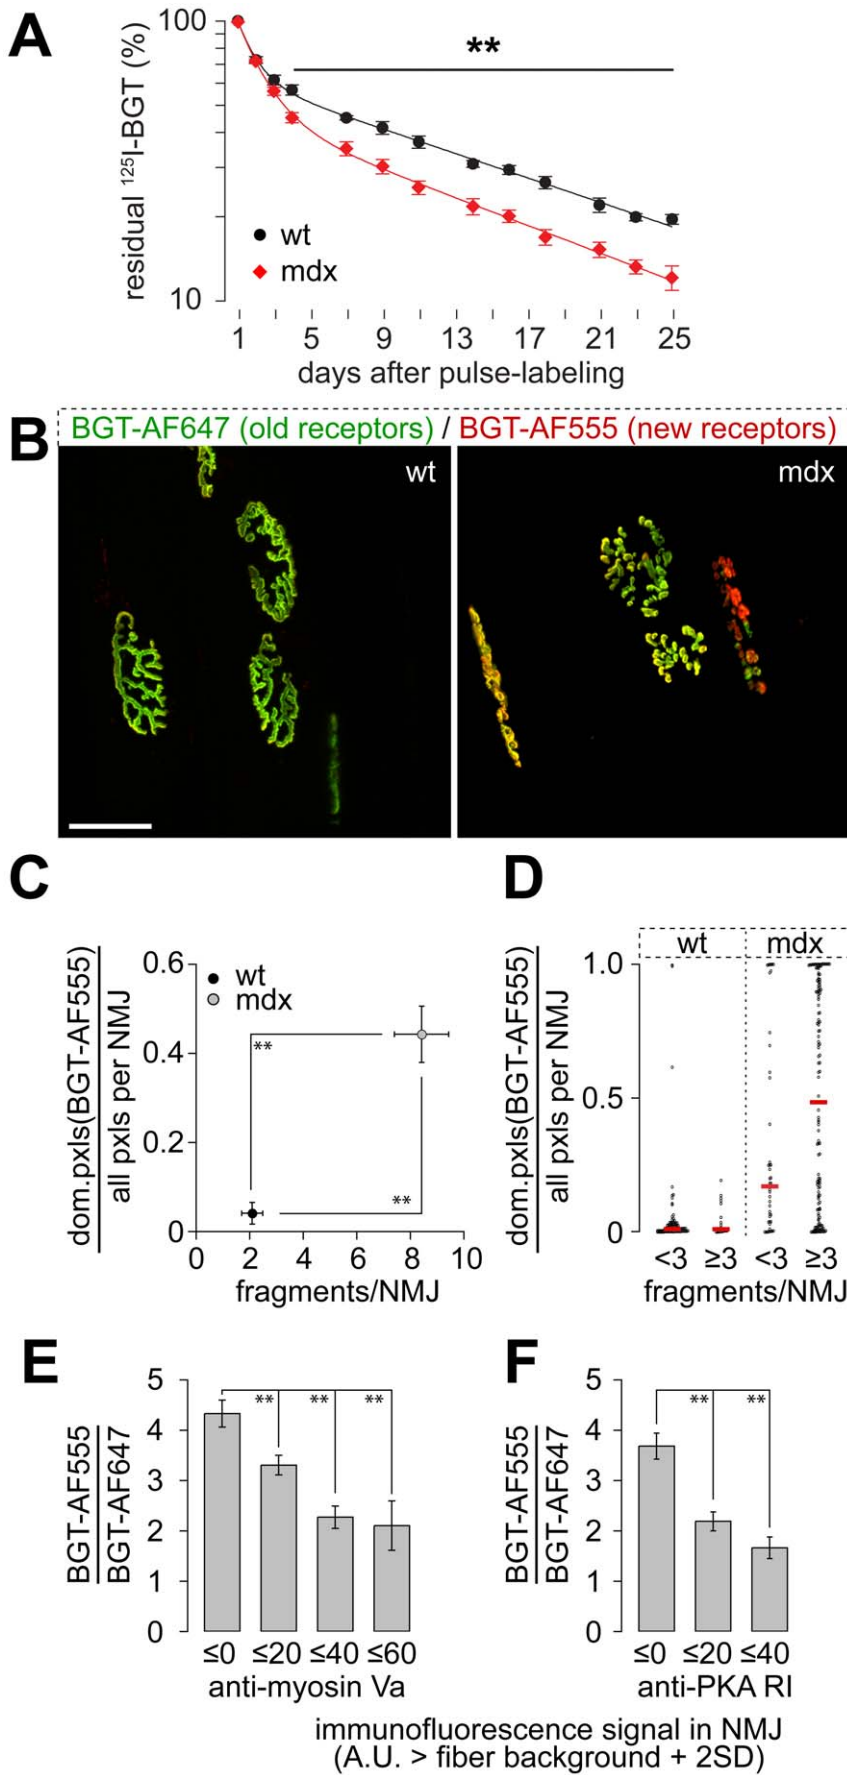 A
residual ¹²⁵I-BGT (%)
100
10
**
wt
mdx
1 5 9 13 17 21 25
days after pulse-labeling
B
BGT-AF647 (old receptors) / BGT-AF555 (new receptors)
wt
mdx
C
dom.pxls(BGT-AF555)
all pxls per NMJ
0.6
0.4
0.2
0
wt
mdx
**
**
0 2 4 6 8 10
fragments/NMJ
D
dom.pxls(BGT-AF555)
all pxls per NMJ
wt mdx
1.0
0.5
0
<3 ≥3 <3 ≥3
fragments/NMJ
E
BGT-AF555
BGT-AF647
5
4
3
2
1
0
** ** **
≤0 ≤20 ≤40 ≤60
anti-myosin Va
F
BGT-AF555
BGT-AF647
5
4
3
2
1
0
** **
≤0 ≤20 ≤40
anti-PKA RI
immunofluorescence signal in NMJ
(A.U. > fiber background + 2SD)